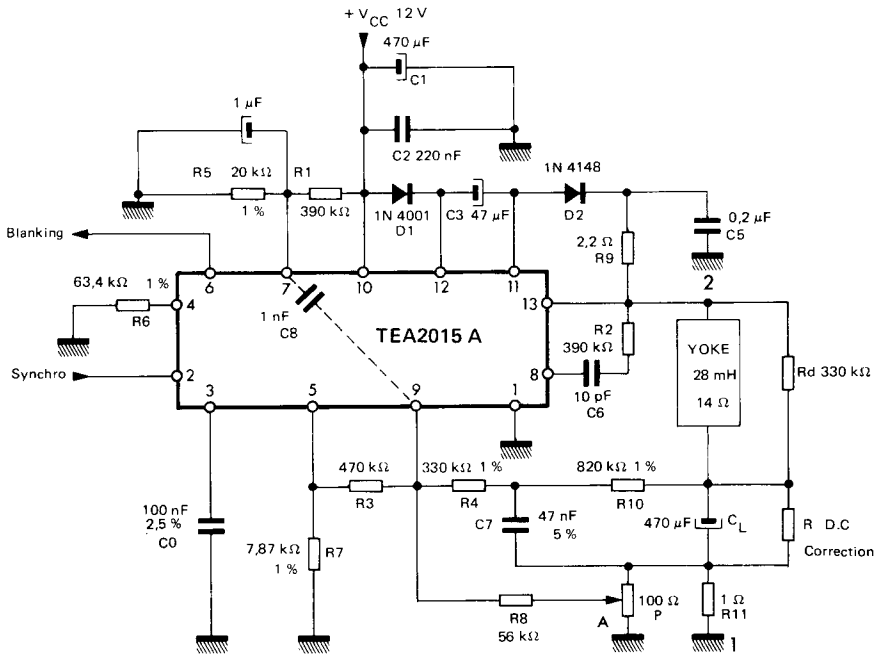 + VCC 12 V
470 µF
C1
1 µF
C2 220 nF
R5
20 kΩ
R1
1N 4148
1 %
390 kΩ
1N 4001
D1
C3 47 µF
D2
0,2 µF
C5
2,2 Ω
R9
Blanking
6
7
10
12
11
2
63,4 kΩ 1 %
4
R6
1 nF
C8
TEA2015 A
13
R2
390 kΩ
YOKE
28 mH
14 Ω
Rd 330 kΩ
8
10 pF
C6
Synchro
2
3
5
9
1
470 kΩ
R3
330 kΩ 1 %
R4
820 kΩ 1 %
R10
100 nF
2,5 %
C0
C7
47 nF
5 %
470 µF
CL
R D.C
Correction
7,87 kΩ
1 %
R7
R8
56 kΩ
A
100 Ω
P
1 Ω
R11
1